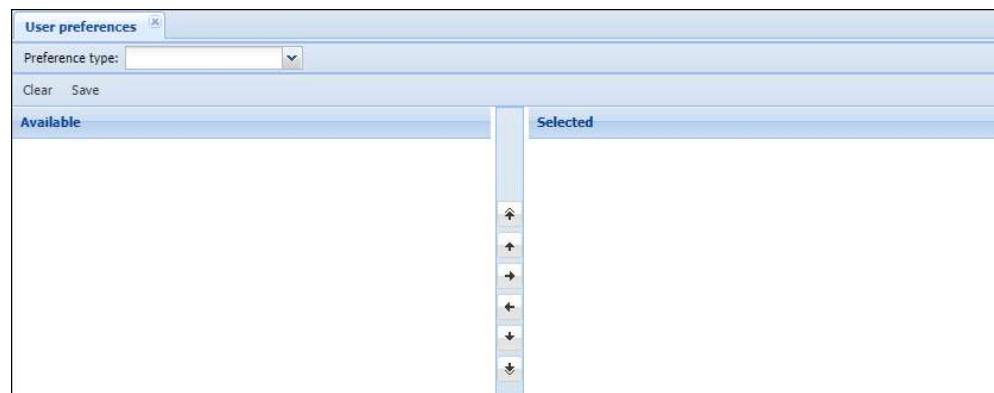 User preferences
Preference type:
Clear Save
Available Selected